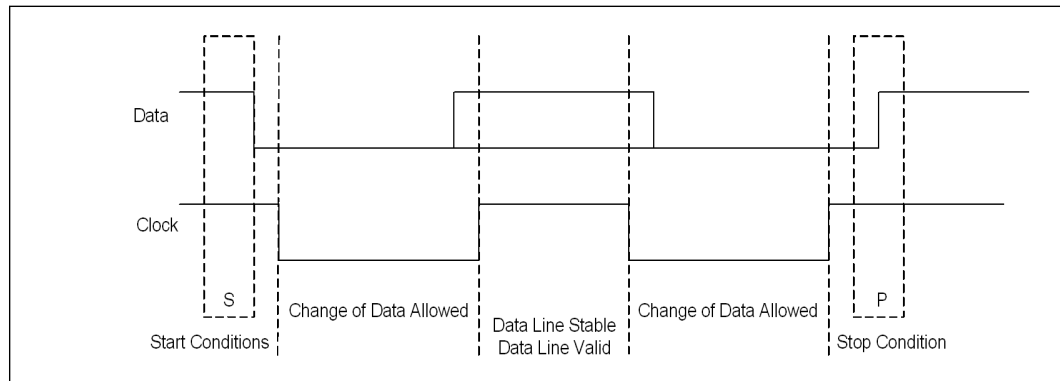 Data
Clock
S
P
Change of Data Allowed
Change of Data Allowed
Start Conditions
Data Line Stable
Data Line Valid
Stop Condition